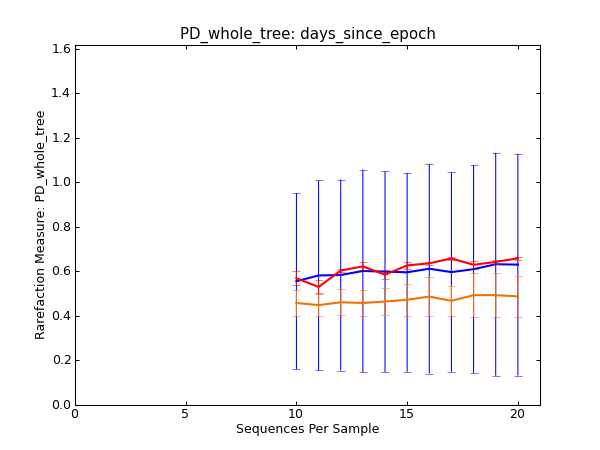 PD_whole_tree: days_since_epoch
1.6
1.4
1.2
1.0
0.8
0.6
0.4
0.2
0.0
Rarefaction Measure: PD_whole_tree
0 5 10 15 20
Sequences Per Sample